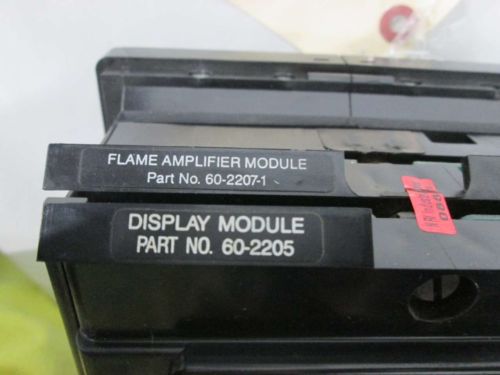 FLAME AMPLIFIER MODULE
Part No. 60-2207-1
DISPLAY MODULE
PART NO. 60-2205